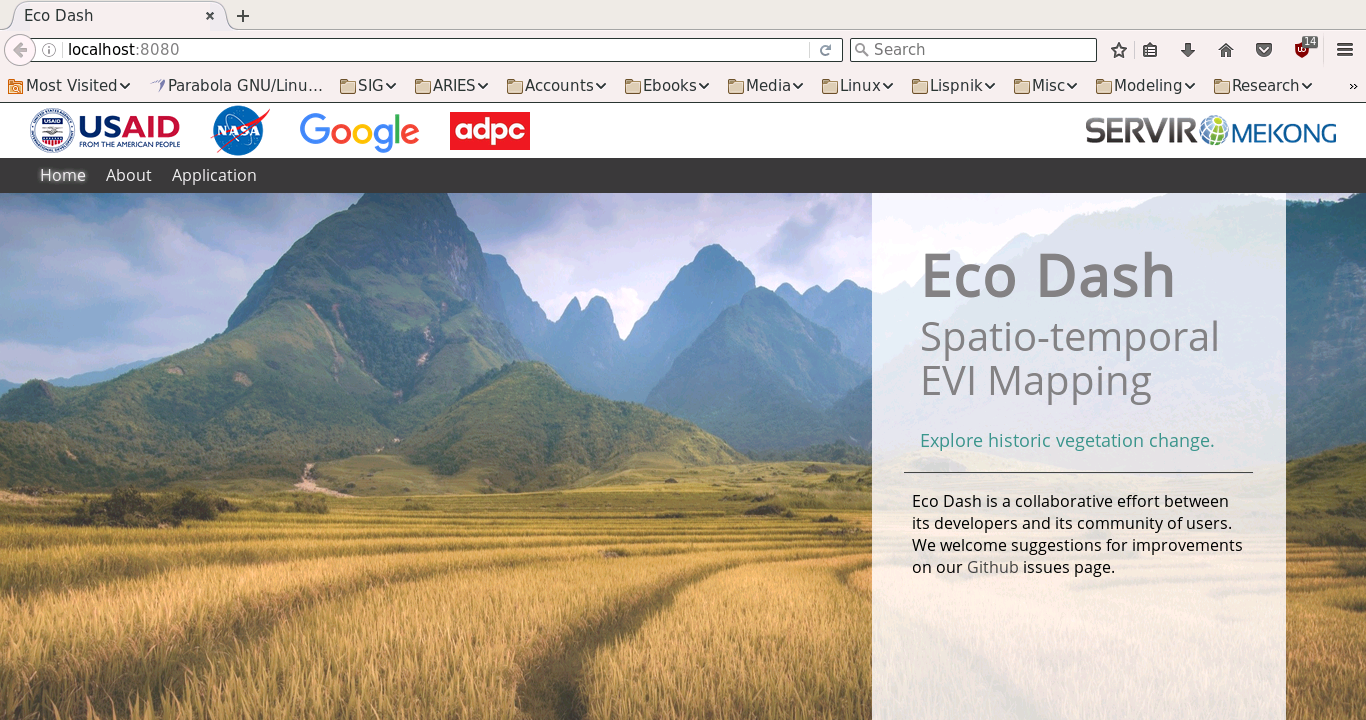 Eco Dash
localhost:8080
Search
14
Most Visited
Parabola GNU/Linu...
SIG
ARIES
Accounts
Ebooks
Media
Linux
Lispnik
Misc
Modeling
Research
USAID
USAID
FROM THE AMERICAN PEOPLE
NASA
Google
adpc
SERVIR MEKONG
Home
About
Application
Eco Dash
Spatio-temporal
EVI Mapping
Explore historic vegetation change.
Eco Dash is a collaborative effort between
its developers and its community of users.
We welcome suggestions for improvements
on our Github issues page.